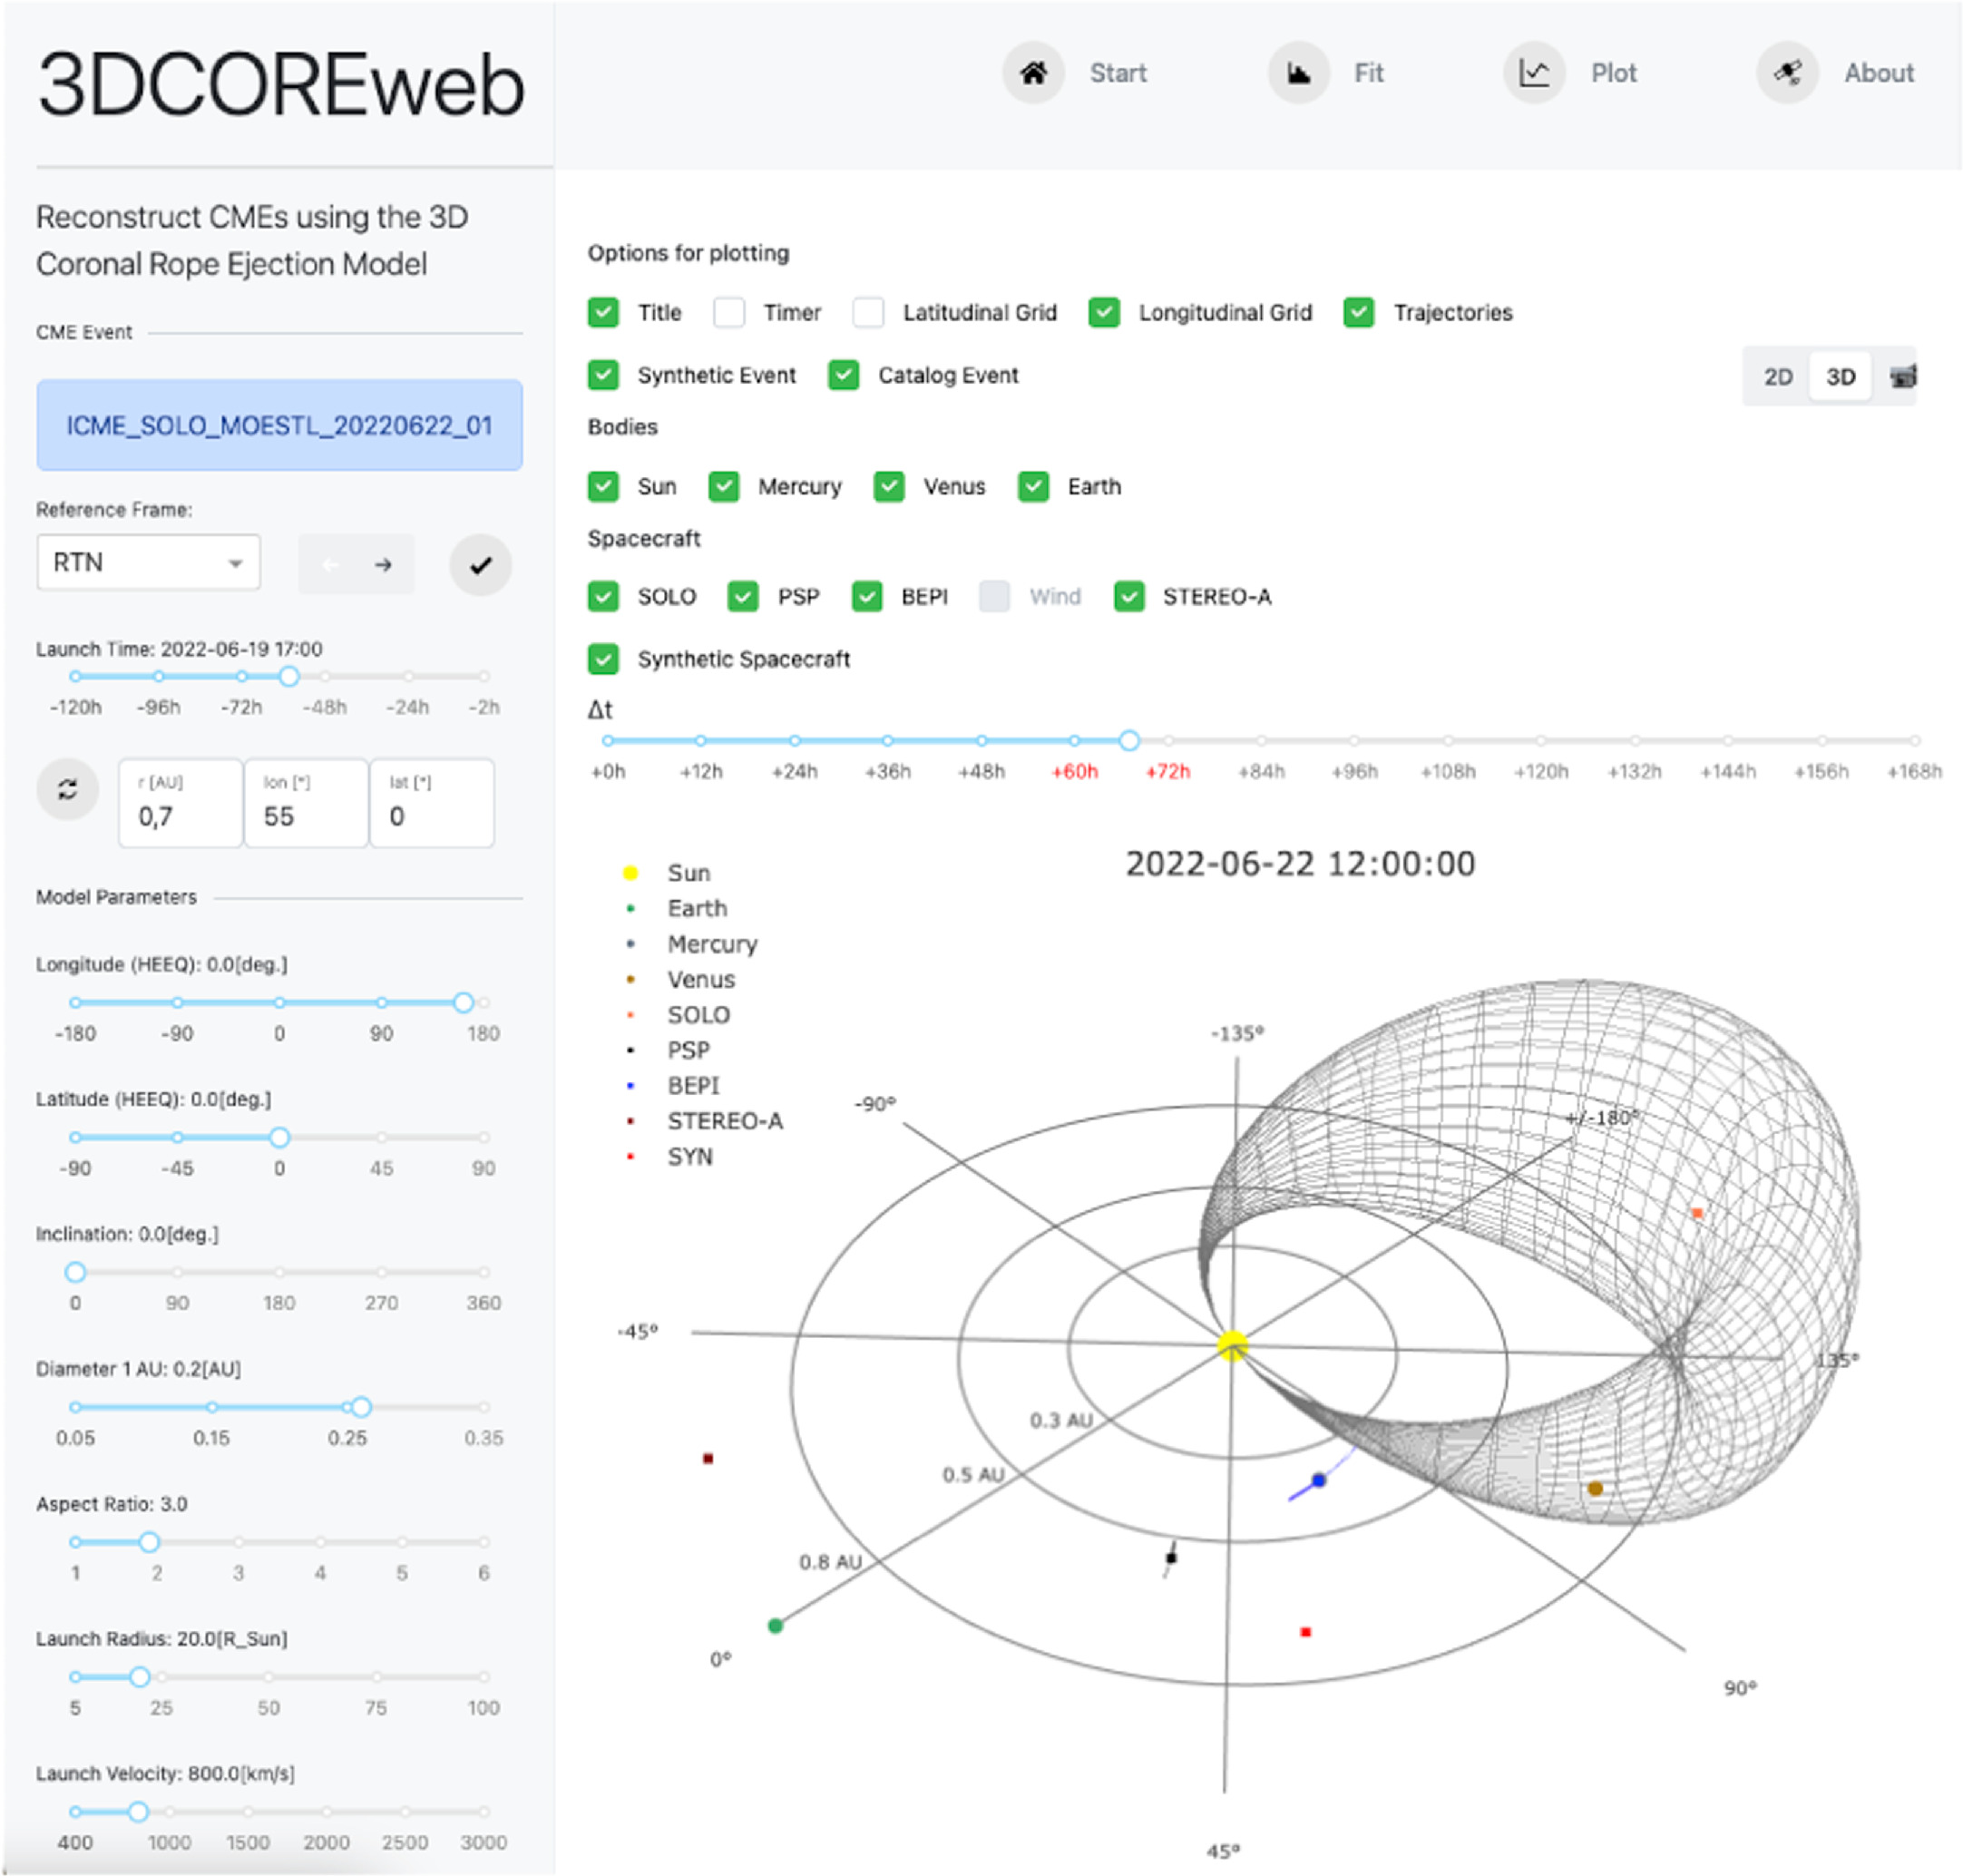 3DCOREweb
Start Fit Plot About
Reconstruct CMEs using the 3D
Coronal Rope Ejection Model
CME Event
ICME_SOLO_MOESTL_20220622_01
Reference Frame:
RTN
Launch Time: 2022-06-19 17:00
-120h -96h -72h -48h -24h -2h
r [AU] lon [°] lat [°]
0,7 55 0
Model Parameters
Longitude (HEEQ): 0.0[deg.]
-180 -90 0 90 180
Latitude (HEEQ): 0.0[deg.]
-90 -45 0 45 90
Inclination: 0.0[deg.]
0 90 180 270 360
Diameter 1 AU: 0.2[AU]
0.05 0.15 0.25 0.35
Aspect Ratio: 3.0
1 2 3 4 5 6
Launch Radius: 20.0[R_Sun]
5 25 50 75 100
Launch Velocity: 800.0[km/s]
400 1000 1500 2000 2500 3000
Options for plotting
Title Timer Latitudinal Grid Longitudinal Grid Trajectories
Synthetic Event Catalog Event
2D 3D
Bodies
Sun Mercury Venus Earth
Spacecraft
SOLO PSP BEPI Wind STEREO-A
Synthetic Spacecraft
Δt
+0h +12h +24h +36h +48h +60h +72h +84h +96h +108h +120h +132h +144h +156h +168h
2022-06-22 12:00:00
Sun
Earth
Mercury
Venus
SOLO
PSP
BEPI
STEREO-A
SYN
-135°
-90°
+/-180°
-45°
135°
0.3 AU
0.5 AU
0.8 AU
0°
90°
45°